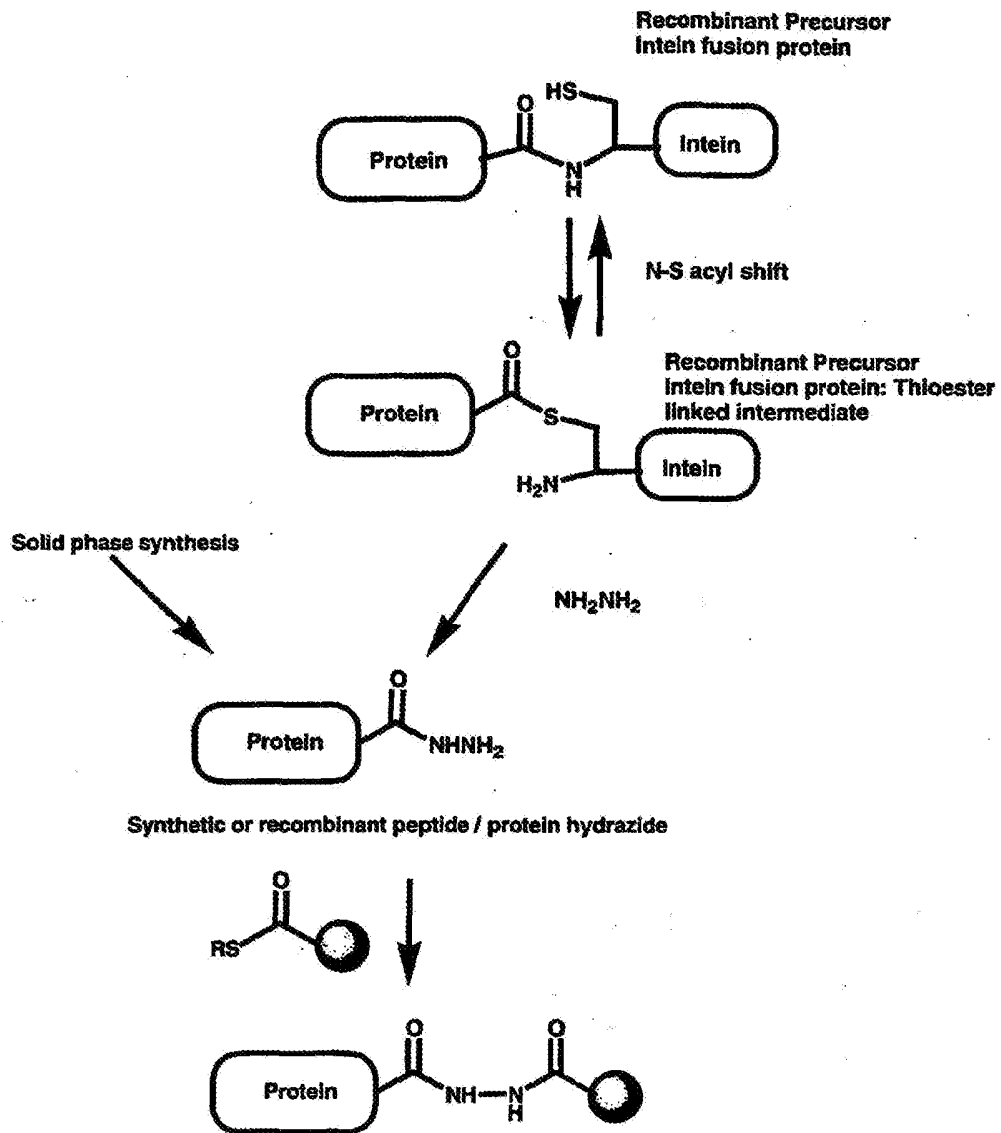 Recombinant Precursor
Intein fusion protein
O
HS
Protein
N
H
Intein
N-S acyl shift
O
Recombinant Precursor
Intein fusion protein: Thioester
linked intermediate
Protein
S
H₂N
Intein
Solid phase synthesis
NH₂NH₂
O
Protein
NHNH₂
Synthetic or recombinant peptide / protein hydrazide
O
RS
O
O
Protein
NH
N
H